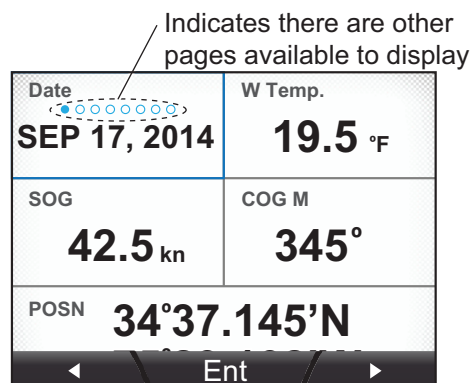 Indicates there are other
pages available to display
Date
W Temp.
SEP 17, 2014
19.5 °F
SOG
COG M
42.5 kn
345°
POSN
34°37.145'N
◄ Ent ►